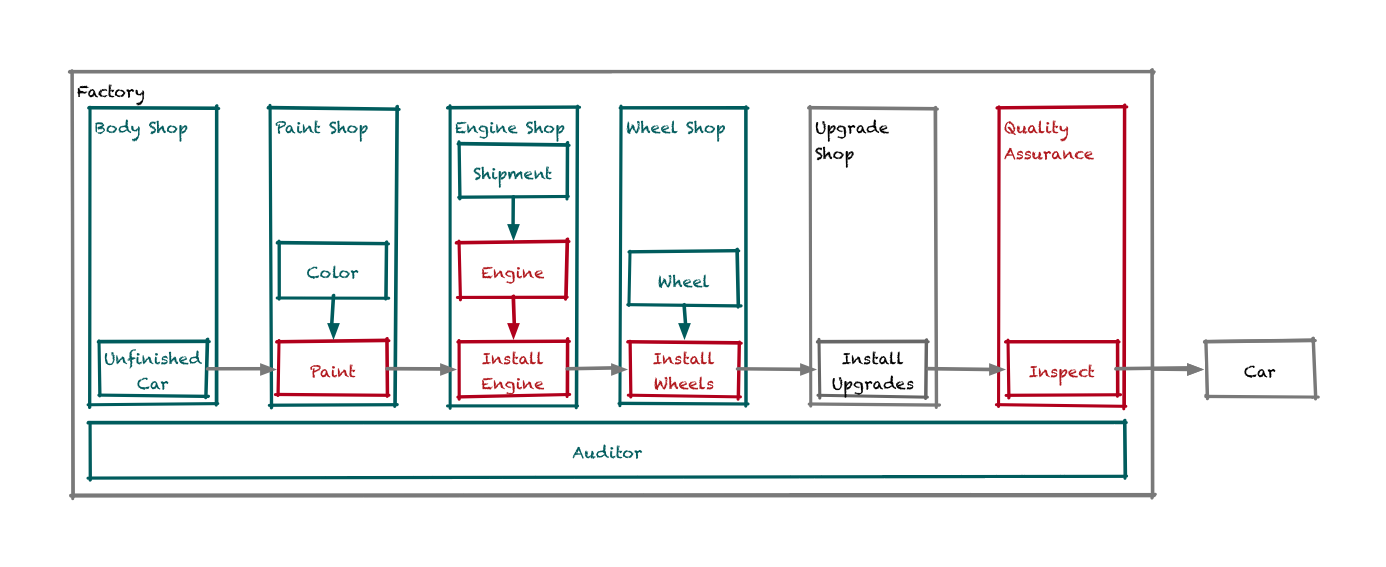 Factory
Body Shop
Paint Shop
Engine Shop
Wheel Shop
Upgrade
Shop
Quality
Assurance
Shipment
Color
Engine
Wheel
Unfinished
Car
Paint
Install
Engine
Install
Wheels
Install
Upgrades
Inspect
Car
Auditor